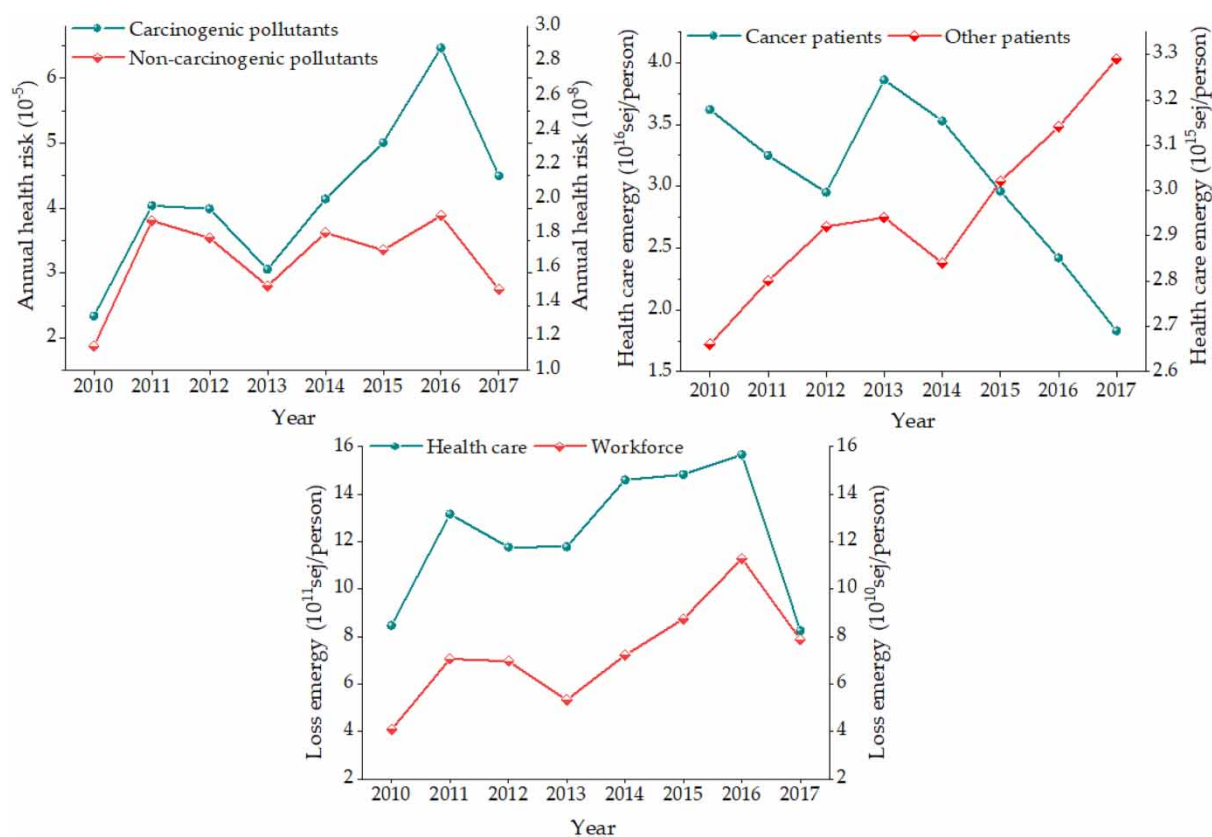 Carcinogenic pollutants
Non-carcinogenic pollutants
Annual health risk (10⁻⁵)
6
5
4
3
2
Annual health risk (10⁻⁸)
3.0
2.8
2.6
2.4
2.2
2.0
1.8
1.6
1.4
1.2
1.0
2010 2011 2012 2013 2014 2015 2016 2017
Year
Cancer patients Other patients
Health care emergy (10¹⁶sej/person)
4.0
3.5
3.0
2.5
2.0
1.5
Health care emergy (10¹⁵sej/person)
3.3
3.2
3.1
3.0
2.9
2.8
2.7
2.6
2010 2011 2012 2013 2014 2015 2016 2017
Year
Health care Workforce
Loss emergy (10¹¹sej/person)
16
14
12
10
8
6
4
2
Loss emergy (10¹⁰sej/person)
16
14
12
10
8
6
4
2
2010 2011 2012 2013 2014 2015 2016 2017
Year